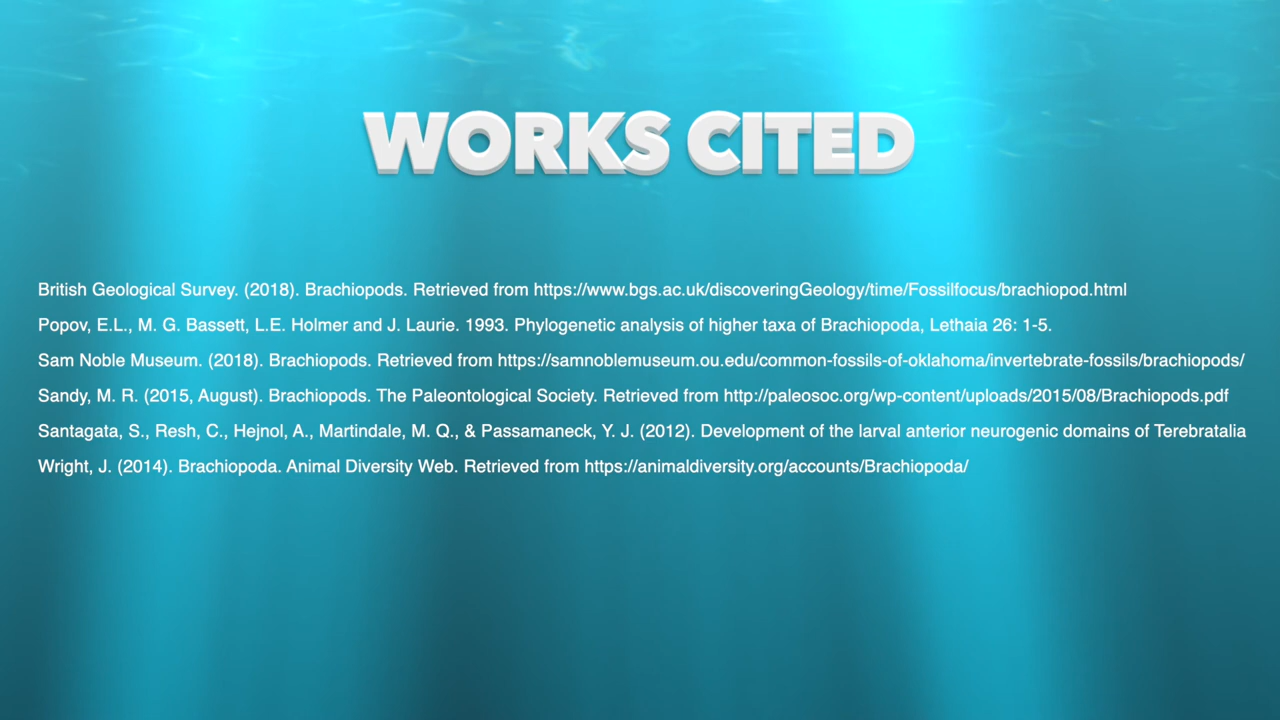 WORKS CITED
British Geological Survey. (2018). Brachiopods. Retrieved from https://www.bgs.ac.uk/discoveringGeology/time/Fossilfocus/brachiopod.html
Popov, E.L., M. G. Bassett, L.E. Holmer and J. Laurie. 1993. Phylogenetic analysis of higher taxa of Brachiopoda, Lethaia 26: 1-5.
Sam Noble Museum. (2018). Brachiopods. Retrieved from https://samnoblemuseum.ou.edu/common-fossils-of-oklahoma/invertebrate-fossils/brachiopods/
Sandy, M. R. (2015, August). Brachiopods. The Paleontological Society. Retrieved from http://paleosoc.org/wp-content/uploads/2015/08/Brachiopods.pdf
Santagata, S., Resh, C., Hejnol, A., Martindale, M. Q., & Passamaneck, Y. J. (2012). Development of the larval anterior neurogenic domains of Terebratalia
Wright, J. (2014). Brachiopoda. Animal Diversity Web. Retrieved from https://animaldiversity.org/accounts/Brachiopoda/